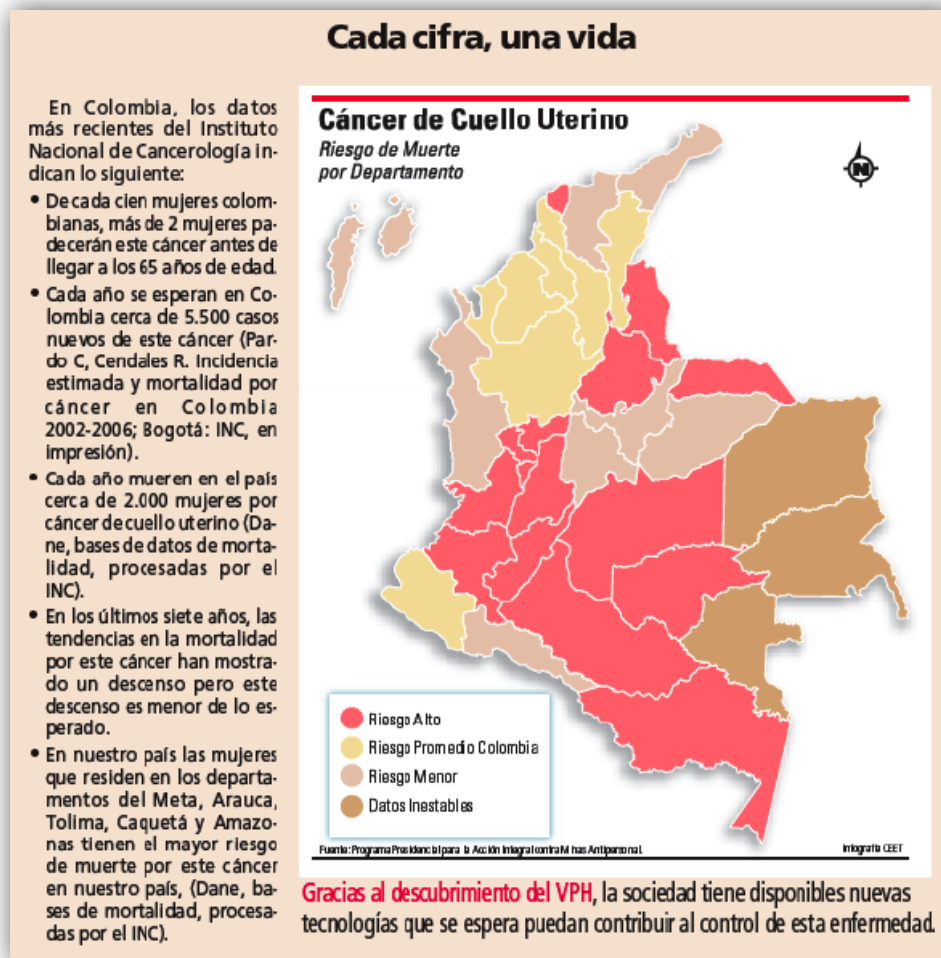 Cada cifra, una vida
En Colombia, los datos
más recientes del Instituto
Nacional de Cancerología in-
dican lo siguiente:
• De cada cien mujeres colom-
bianas, más de 2 mujeres pa-
decerán este cáncer antes de
llegar a los 65 años de edad.
• Cada año se esperan en Co-
lombia cerca de 5.500 casos
nuevos de este cáncer (Par-
do C, Cendales R. Incidencia
estimada y mortalidad por
cáncer en Colombia
2002-2006; Bogotá: INC, en
impresión).
• Cada año mueren en el país
cerca de 2.000 mujeres por
cáncer de cuello uterino (Da-
ne, bases de datos de morta-
lidad, procesadas por el
INC).
• En los últimos siete años, las
tendencias en la mortalidad
por este cáncer han mostra-
do un descenso pero este
descenso es menor de lo es-
perado.
• En nuestro país las mujeres
que residen en los departa-
mentos del Meta, Arauca,
Tolima, Caquetá y Amazo-
nas tienen el mayor riesgo
de muerte por este cáncer
en nuestro país, (Dane, ba-
ses de mortalidad, procesa-
das por el INC).
Cáncer de Cuello Uterino
Riesgo de Muerte
por Departamento
N
Riesgo Alto
Riesgo Promedio Colombia
Riesgo Menor
Datos Inestables
Fuente: Programa Presidencial para la Acción Integral contra Minas Antipersonal.
Infografía CEET
Gracias al descubrimiento del VPH, la sociedad tiene disponibles nuevas
tecnologías que se espera puedan contribuir al control de esta enfermedad.